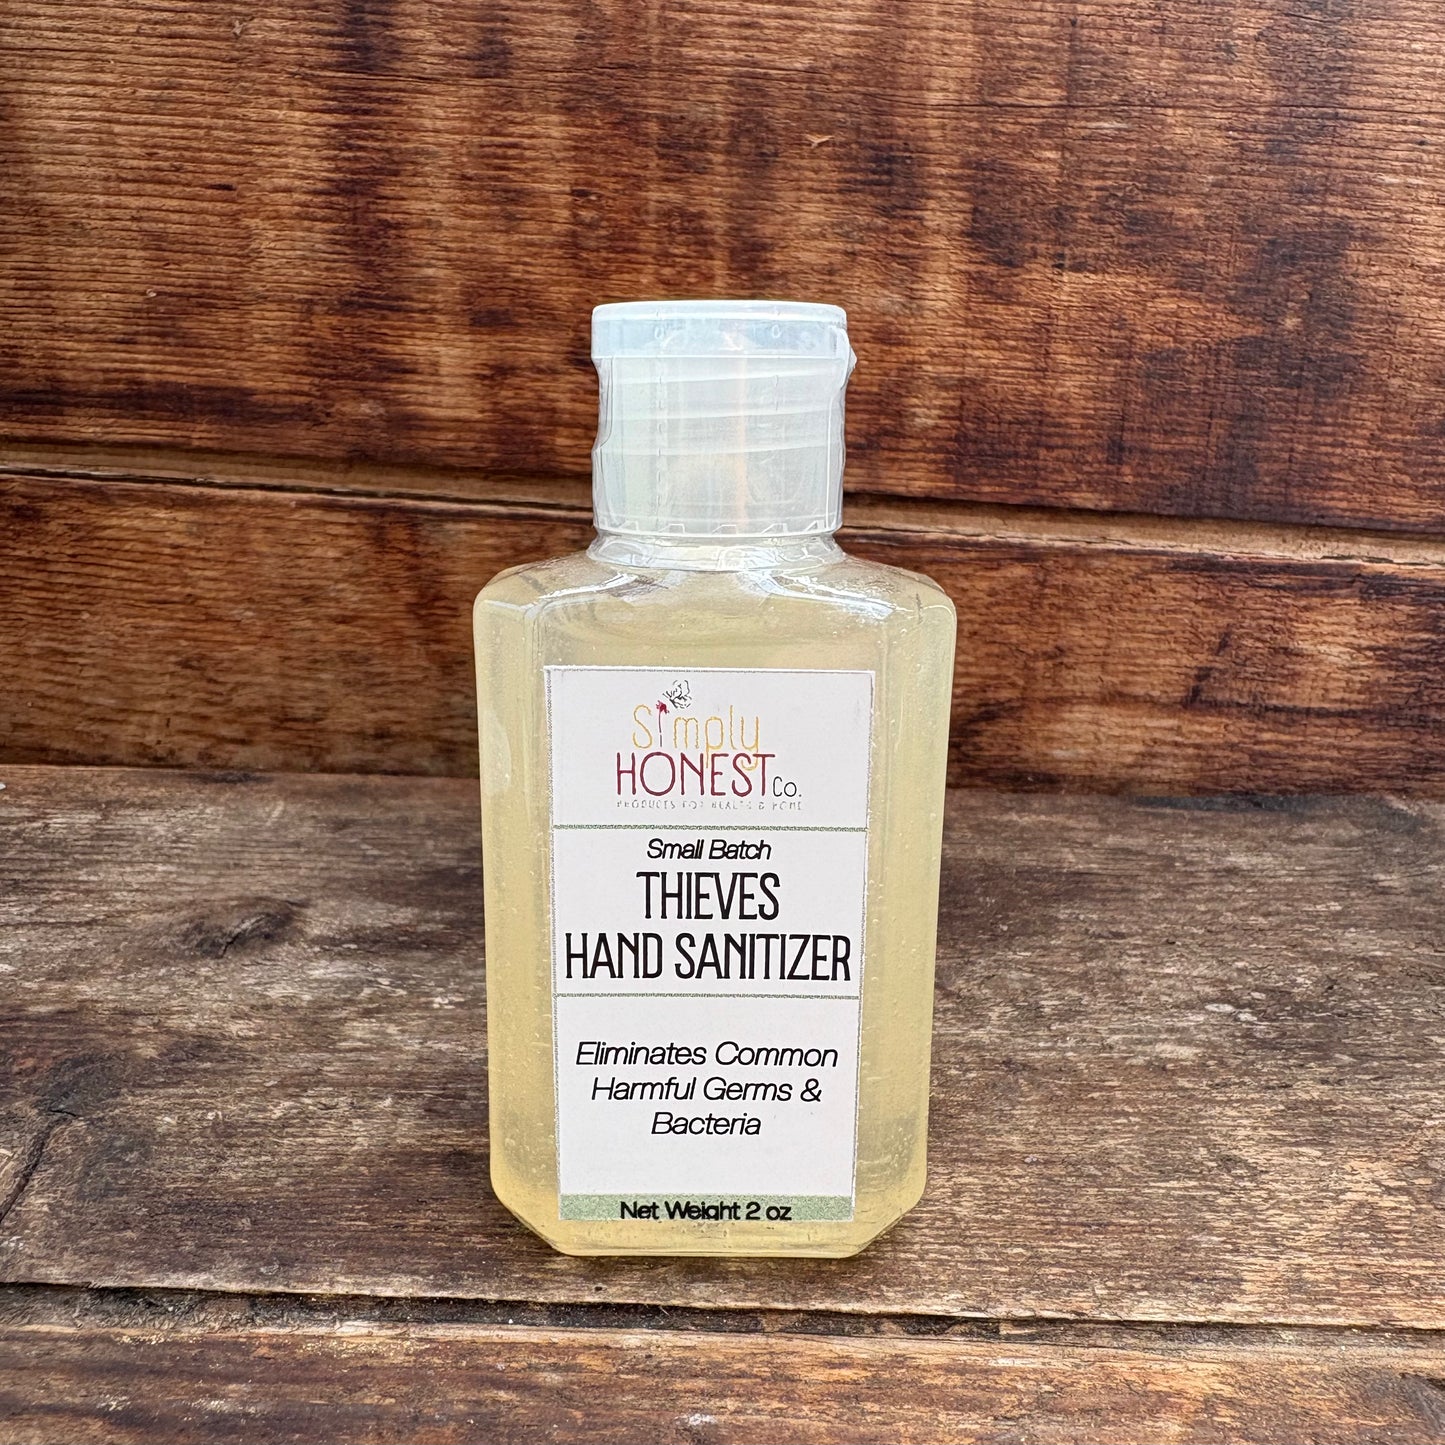 Simply
HONEST Co.
PRODUCTS FOR HEALTH & HOME
Small Batch
THIEVES
HAND SANITIZER
Eliminates Common
Harmful Germs &
Bacteria
Net Weight 2 oz